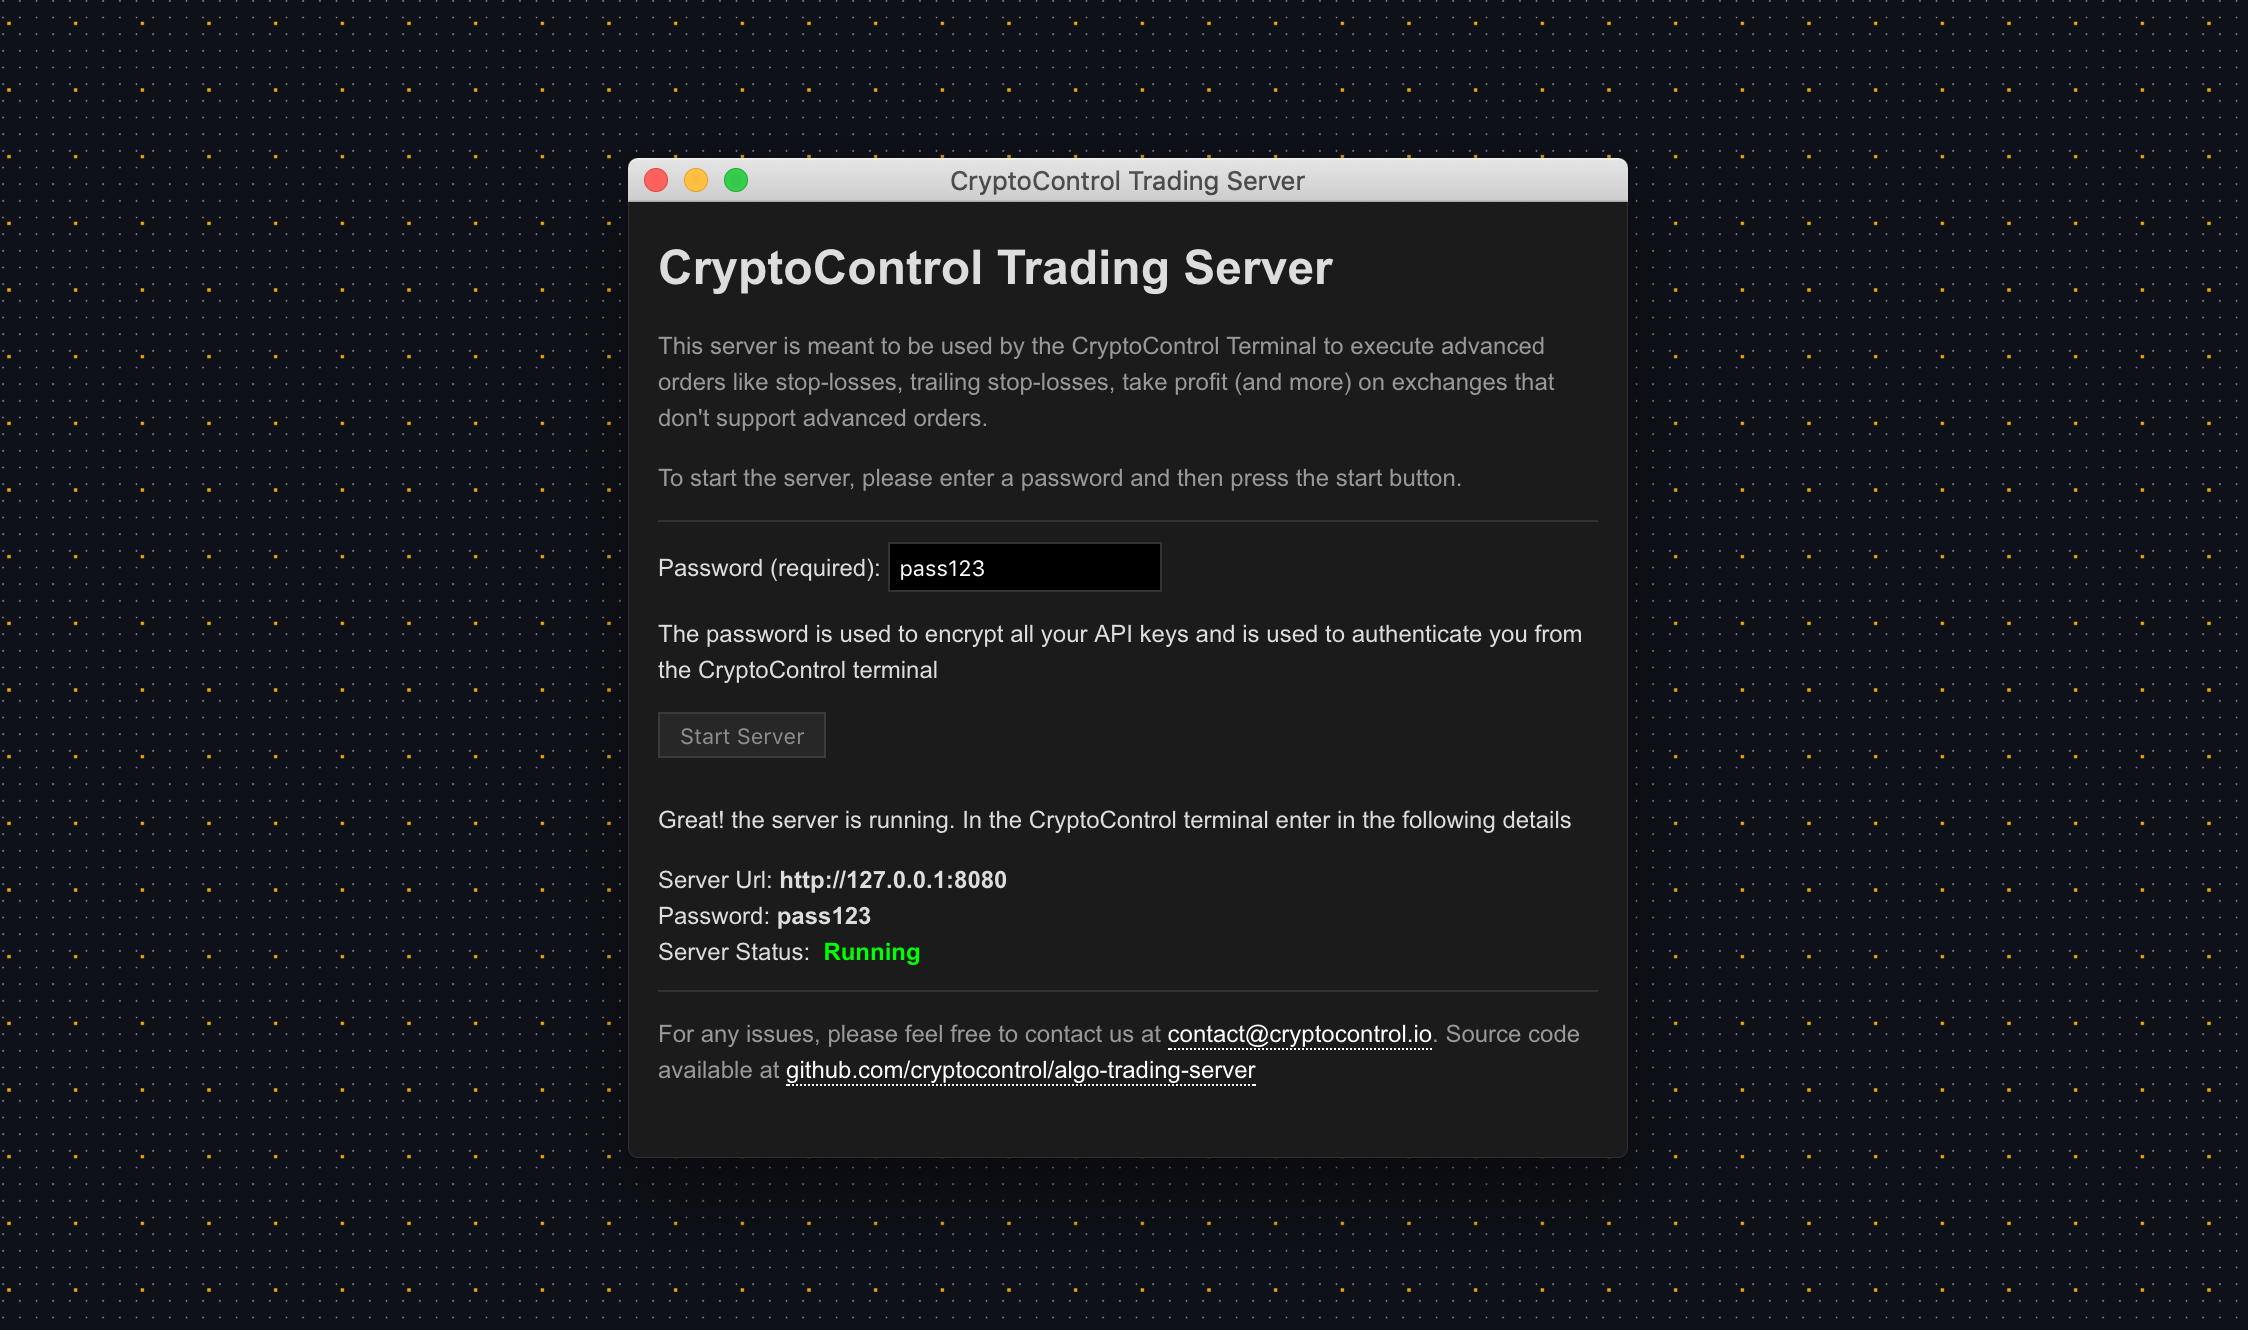 CryptoControl Trading Server
CryptoControl Trading Server
This server is meant to be used by the CryptoControl Terminal to execute advanced
orders like stop-losses, trailing stop-losses, take profit (and more) on exchanges that
don't support advanced orders.
To start the server, please enter a password and then press the start button.
Password (required): pass123
The password is used to encrypt all your API keys and is used to authenticate you from
the CryptoControl terminal
Start Server
Great! the server is running. In the CryptoControl terminal enter in the following details
Server Url: http://127.0.0.1:8080
Password: pass123
Server Status: Running
For any issues, please feel free to contact us at contact@cryptocontrol.io. Source code
available at github.com/cryptocontrol/algo-trading-server